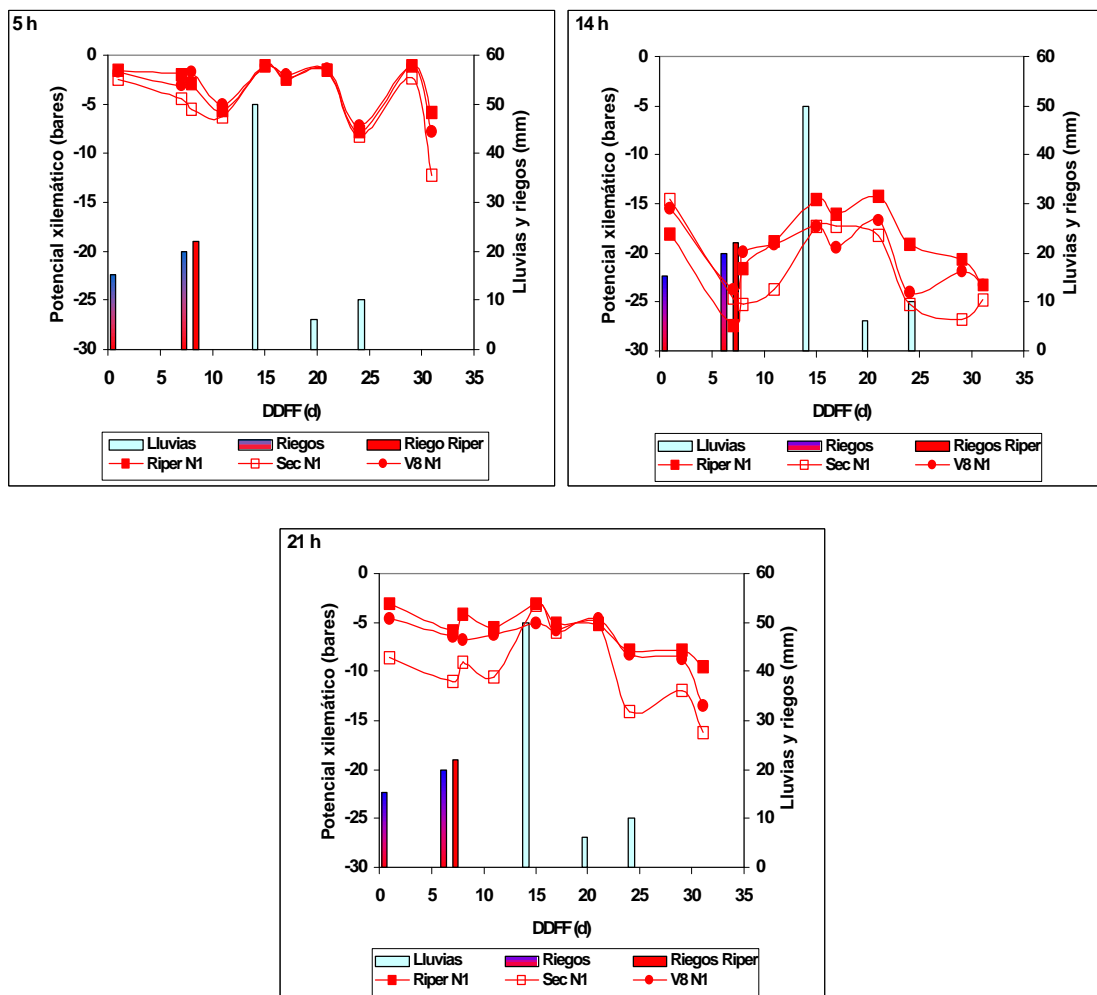 5 h
Potencial xilemático (bares)
0
-5
-10
-15
-20
-25
-30
60
50
40
30
20
10
0
Lluvias y riegos (mm)
0 5 10 15 20 25 30 35
DDFF (d)
Lluvias Riegos Riego Riper
Riper N1 Sec N1 V8 N1
14 h
Potencial xilemático (bares)
0
-5
-10
-15
-20
-25
-30
60
50
40
30
20
10
0
Lluvias y riegos (mm)
0 5 10 15 20 25 30 35
DDFF (d)
Lluvias Riegos Riegos Riper
Riper N1 Sec N1 V8 N1
21 h
Potencial xilemático (bares)
0
-5
-10
-15
-20
-25
-30
60
50
40
30
20
10
0
Lluvias y riegos (mm)
0 5 10 15 20 25 30 35
DDFF (d)
Lluvias Riegos Riegos Riper
Riper N1 Sec N1 V8 N1